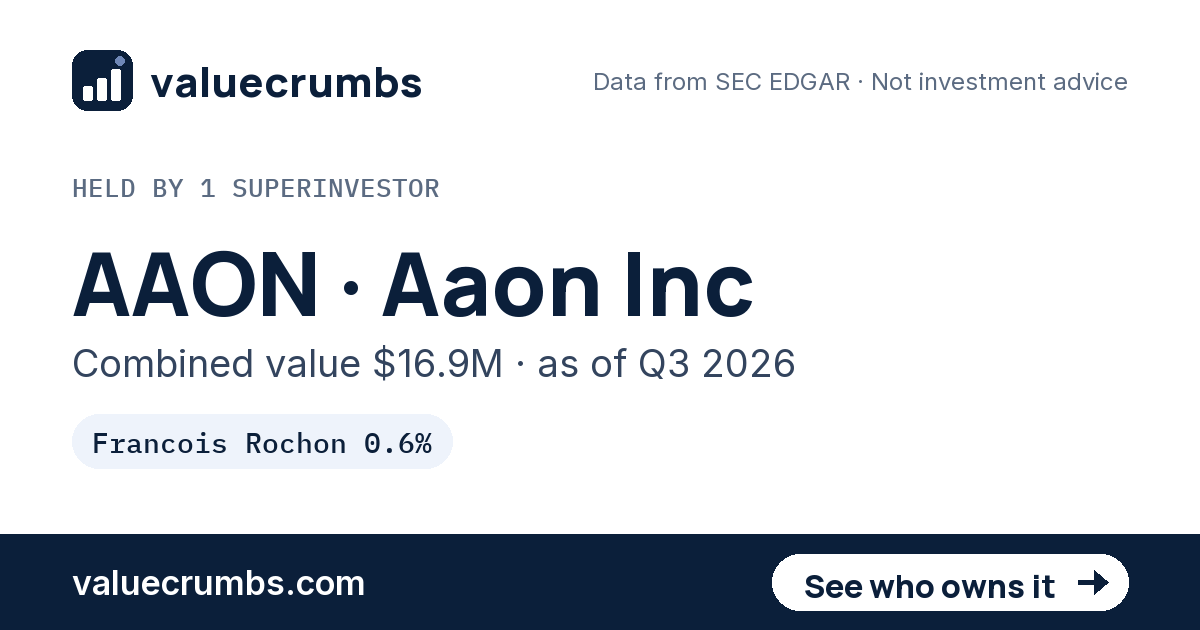 valuecrumbs
Data from SEC EDGAR · Not investment advice
HELD BY 1 SUPERINVESTOR
AAON · Aaon Inc
Combined value $16.9M · as of Q3 2026
Francois Rochon 0.6%
valuecrumbs.com
See who owns it →